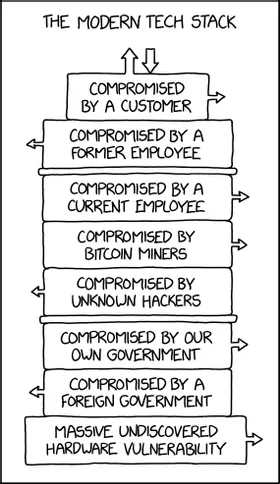 THE MODERN TECH STACK
COMPROMISED
BY A CUSTOMER
COMPROMISED BY A
FORMER EMPLOYEE
COMPROMISED BY A
CURRENT EMPLOYEE
COMPROMISED BY
BITCOIN MINERS
COMPROMISED BY
UNKNOWN HACKERS
COMPROMISED BY OUR
OWN GOVERNMENT
COMPROMISED BY A
FOREIGN GOVERNMENT
MASSIVE UNDISCOVERED
HARDWARE VULNERABILITY